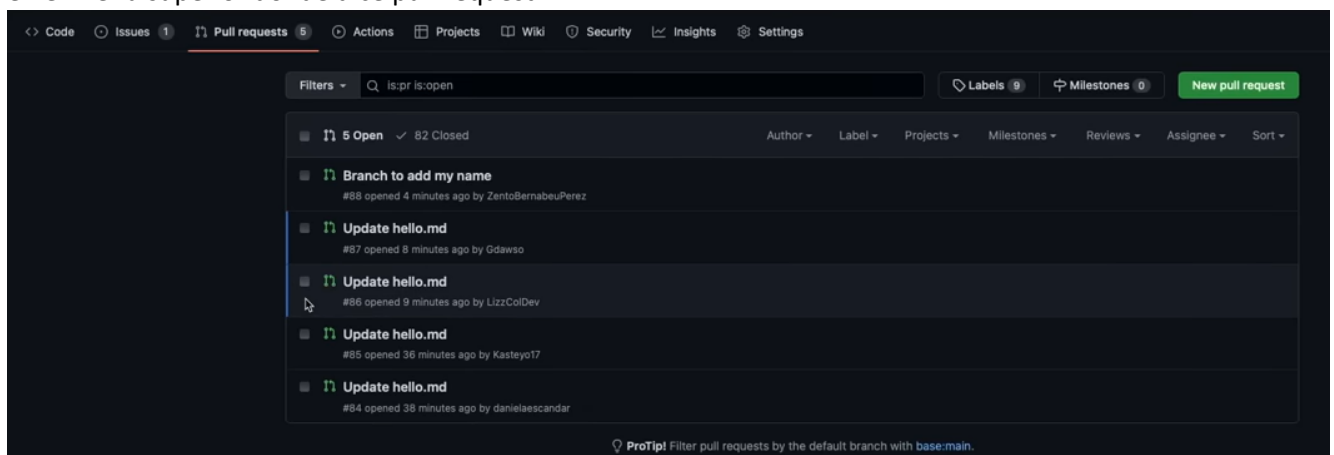 Code Issues 1 Pull requests 5 Actions Projects Wiki Security Insights Settings
Filters is:pr is:open Labels 9 Milestones 0 New pull request
5 Open 82 Closed Author Label Projects Milestones Reviews Assignee Sort
Branch to add my name
#88 opened 4 minutes ago by ZentoBernabeuPerez
Update hello.md
#87 opened 8 minutes ago by Gdawso
Update hello.md
#86 opened 9 minutes ago by LizzColDev
Update hello.md
#85 opened 36 minutes ago by Kasteyo17
Update hello.md
#84 opened 38 minutes ago by danielaescandar
ProTip! Filter pull requests by the default branch with base:main.